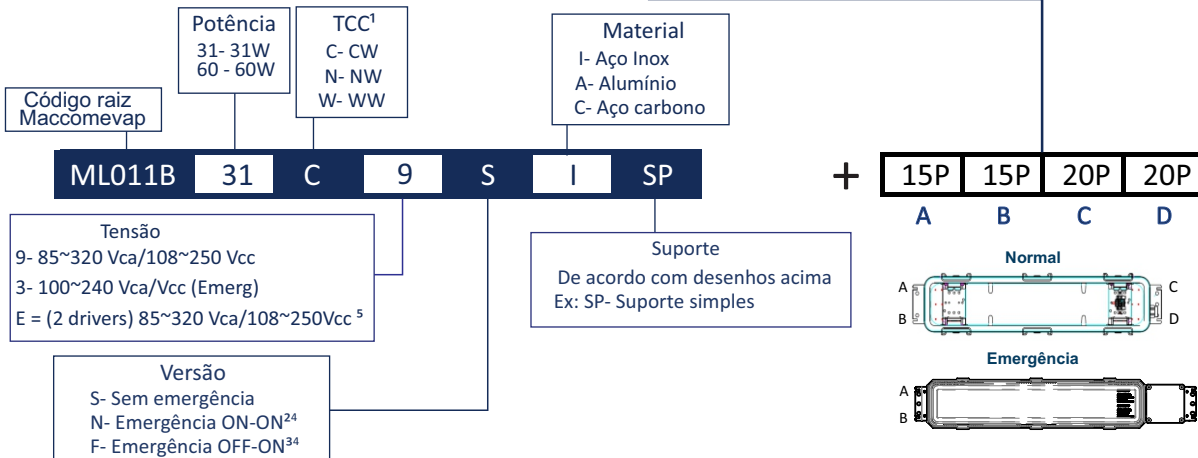 Potência
31- 31W
60 - 60W
TCC¹
C- CW
N- NW
W- WW
Material
I- Aço Inox
A- Alumínio
C- Aço carbono
Código raiz
Maccomevap
ML011B 31 C 9 S I SP + 15P 15P 20P 20P
A B C D
Tensão
9- 85~320 Vca/108~250 Vcc
3- 100~240 Vca/Vcc (Emerg)
E = (2 drivers) 85~320 Vca/108~250Vcc ⁵
Suporte
De acordo com desenhos acima
Ex: SP- Suporte simples
Versão
S- Sem emergência
N- Emergência ON-ON²⁴
F- Emergência OFF-ON³⁴
Normal
A C
B D
Emergência
A
B